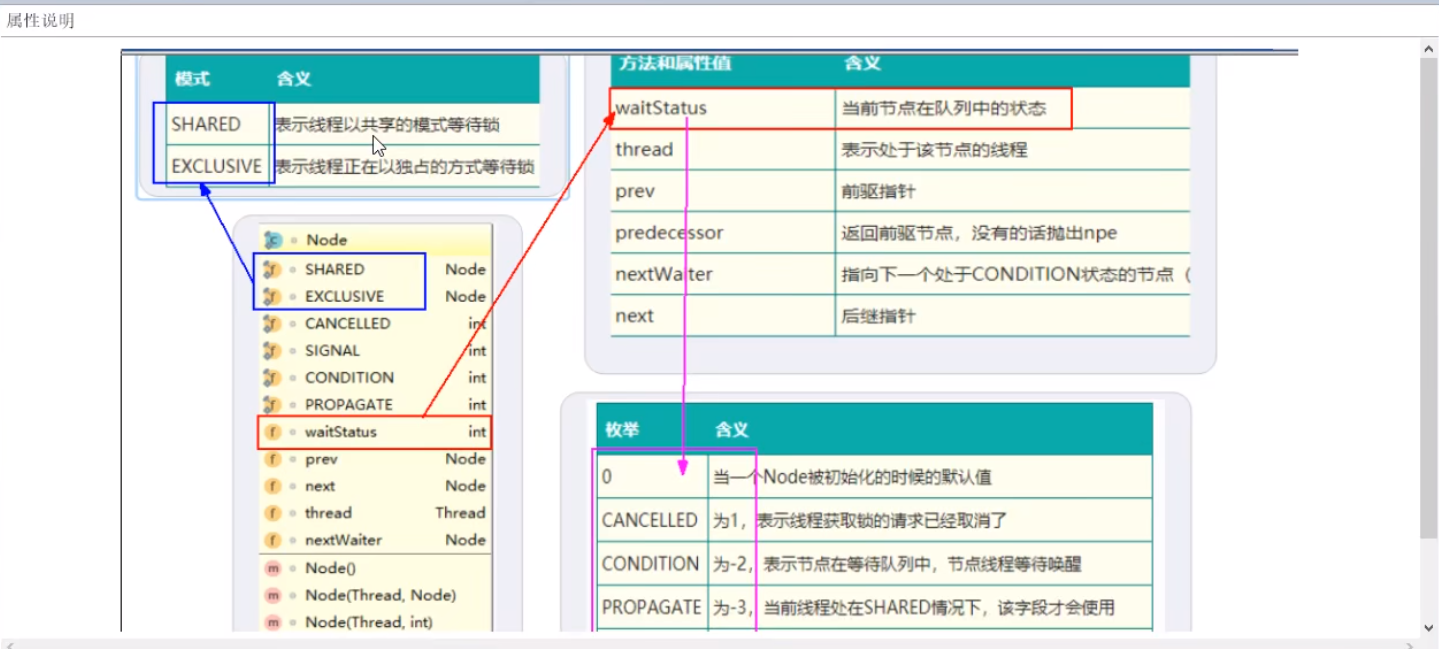 属性说明
模式 含义
SHARED 表示线程以共享的模式等待锁
EXCLUSIVE 表示线程正在以独占的方式等待锁
方法和属性值 含义
waitStatus 当前节点在队列中的状态
thread 表示处于该节点的线程
prev 前驱指针
predecessor 返回前驱节点，没有的话抛出npe
nextWaiter 指向下一个处于CONDITION状态的节点（
next 后继指针
Node
SHARED Node
EXCLUSIVE Node
CANCELLED int
SIGNAL int
CONDITION int
PROPAGATE int
waitStatus int
prev Node
next Node
thread Thread
nextWaiter Node
Node()
Node(Thread, Node)
Node(Thread, int)
枚举 含义
0 当一个Node被初始化的时候的默认值
CANCELLED 为1，表示线程获取锁的请求已经取消了
CONDITION 为-2，表示节点在等待队列中，节点线程等待唤醒
PROPAGATE 为-3，当前线程处在SHARED情况下，该字段才会使用